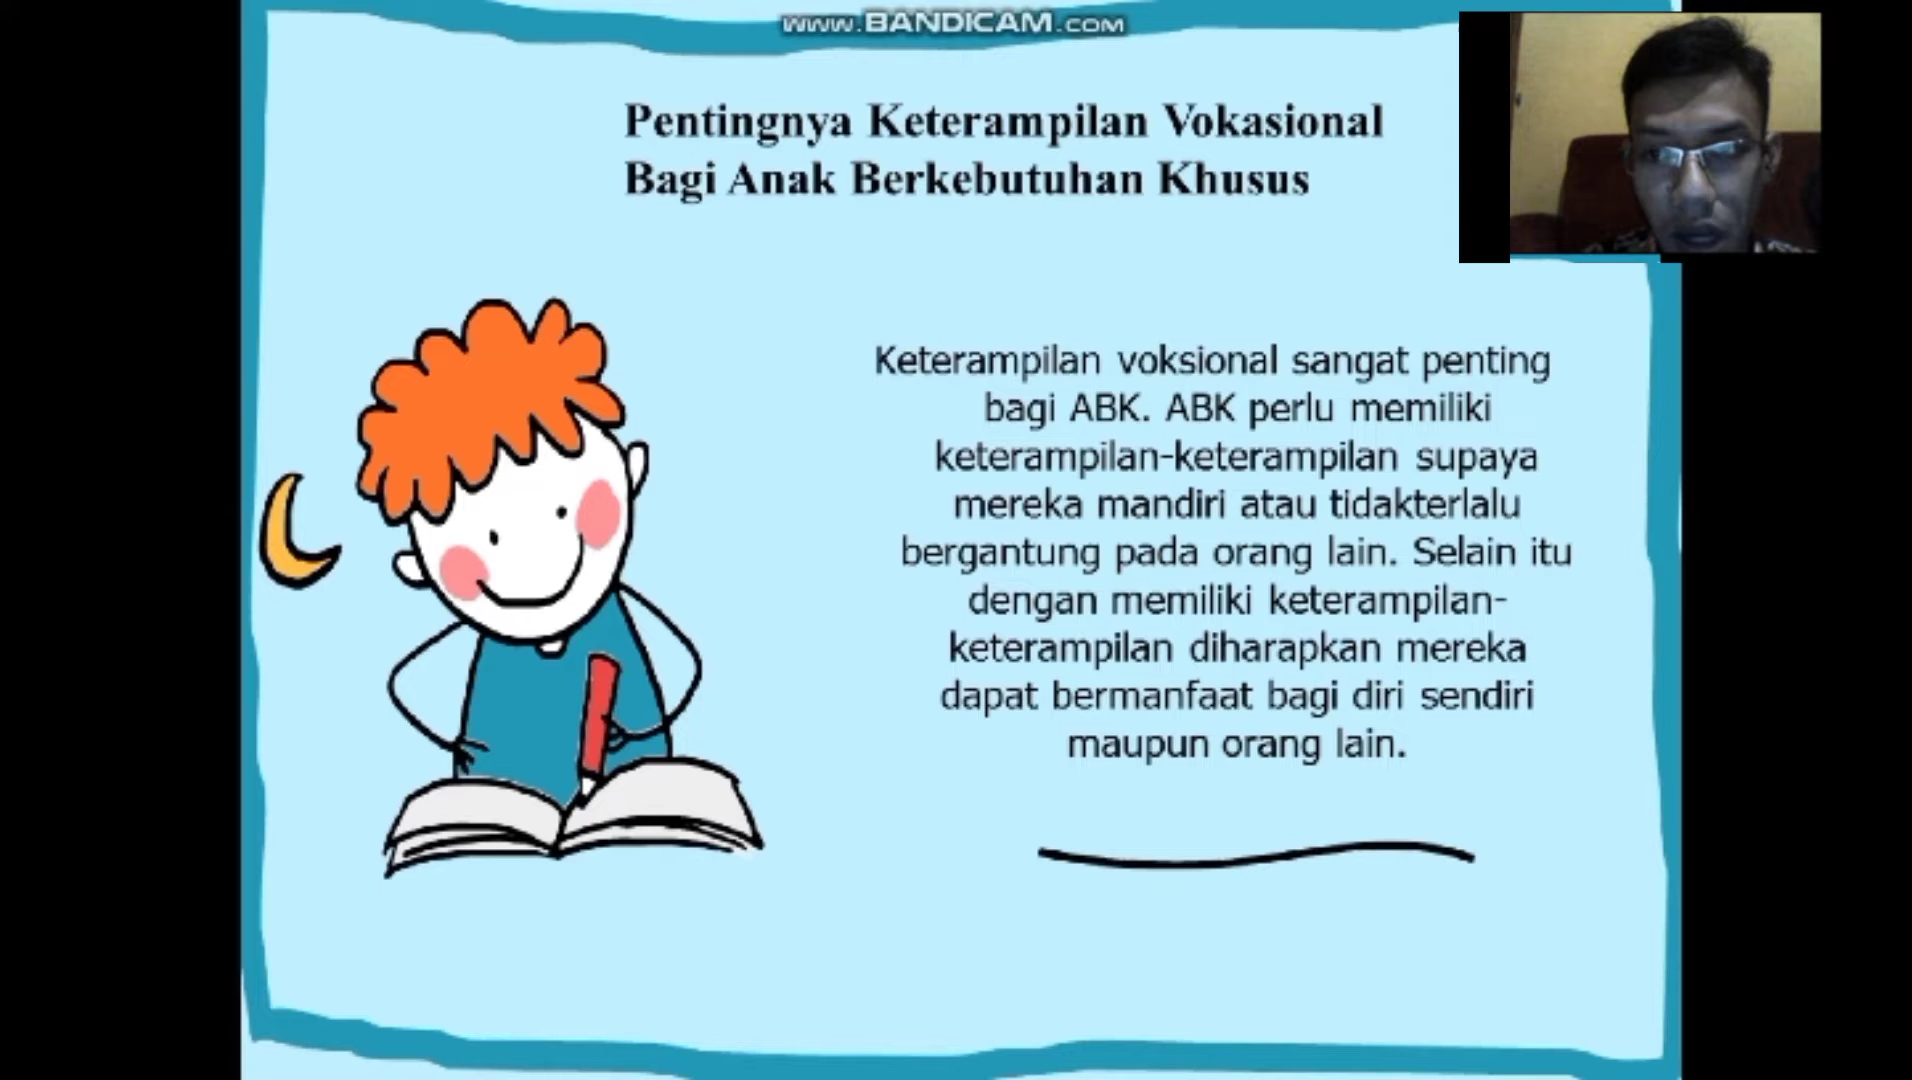 www.BANDICAM.COM
Pentingnya Keterampilan Vokasional
Bagi Anak Berkebutuhan Khusus
Keterampilan voksional sangat penting
bagi ABK. ABK perlu memiliki
keterampilan-keterampilan supaya
mereka mandiri atau tidakterlalu
bergantung pada orang lain. Selain itu
dengan memiliki keterampilan-
keterampilan diharapkan mereka
dapat bermanfaat bagi diri sendiri
maupun orang lain.